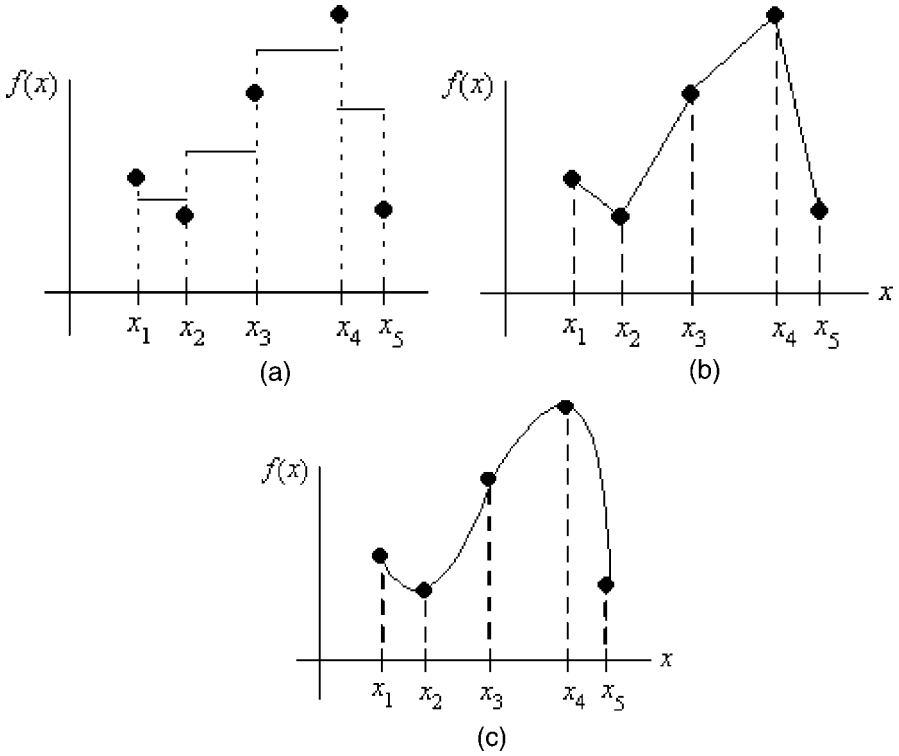 f(x)
x₁ x₂ x₃ x₄ x₅
(a)
f(x)
x
x₁ x₂ x₃ x₄ x₅
(b)
f(x)
x
x₁ x₂ x₃ x₄ x₅
(c)